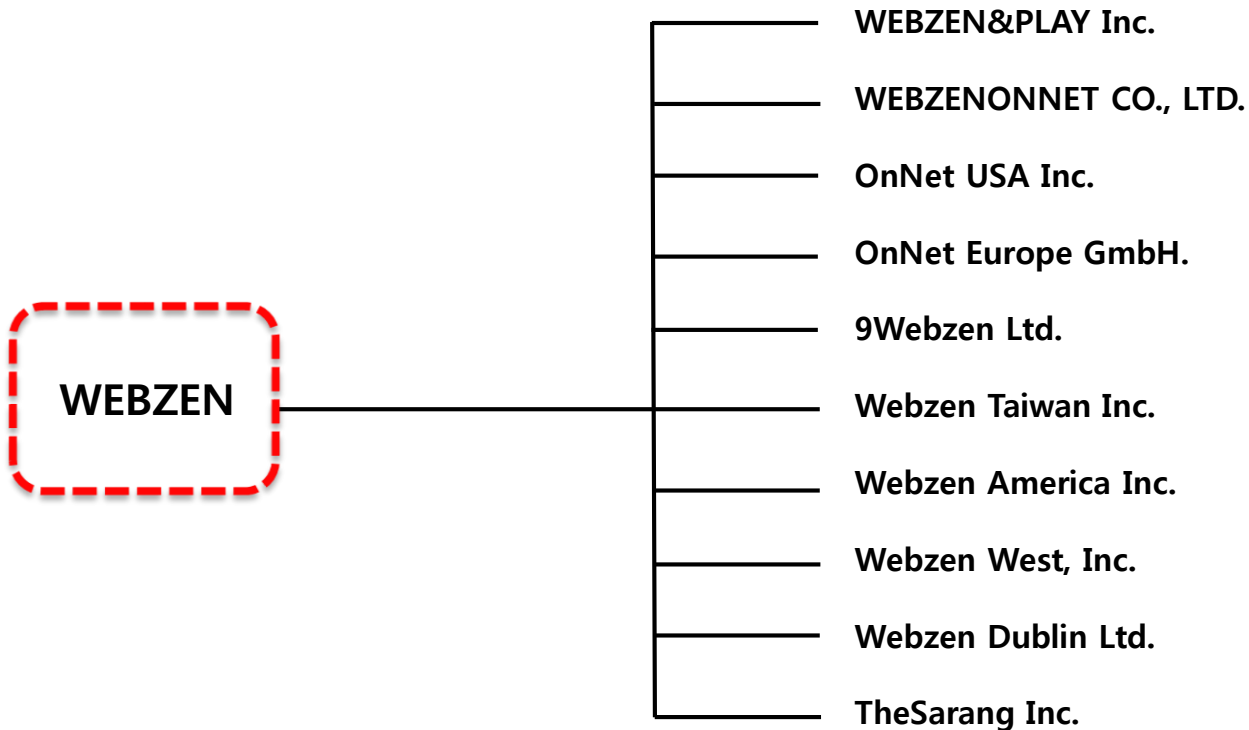 WEBZEN&PLAY Inc.
WEBZENONNET CO., LTD.
OnNet USA Inc.
OnNet Europe GmbH.
9Webzen Ltd.
WEBZEN
Webzen Taiwan Inc.
Webzen America Inc.
Webzen West, Inc.
Webzen Dublin Ltd.
TheSarang Inc.